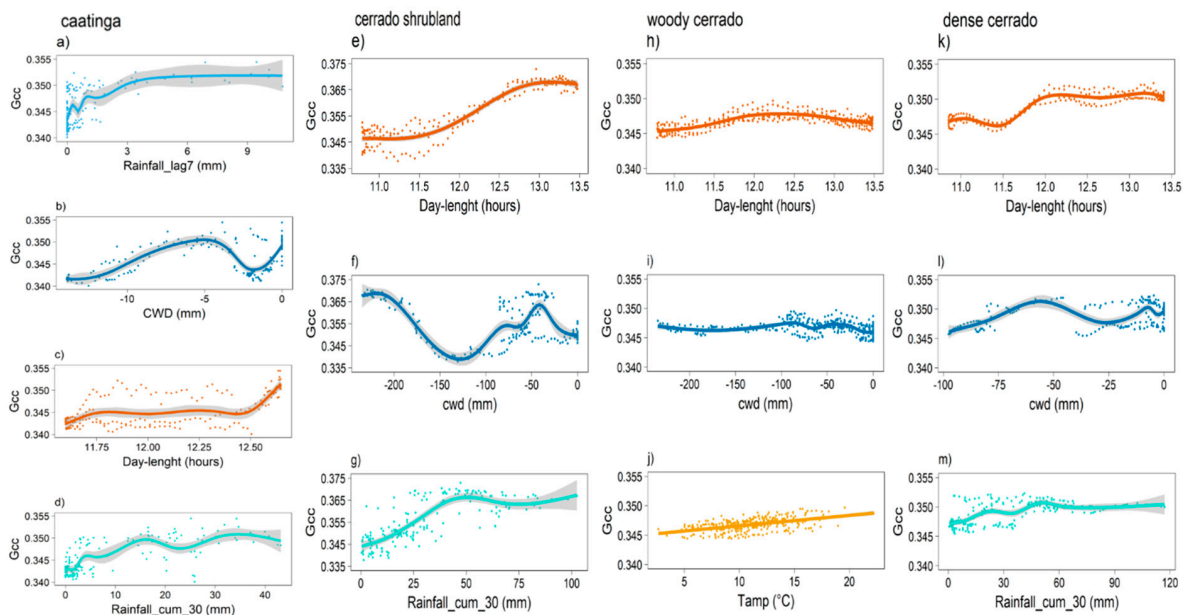 caatinga
a)
0.355
0.350
0.345
0.340
Gcc
0 3 6 9
Rainfall_lag7 (mm)
b)
0.355
0.350
0.345
0.340
Gcc
-10 -5 0
CWD (mm)
c)
0.350
0.345
0.340
Gcc
11.75 12.00 12.25 12.50
Day-lenght (hours)
d)
0.355
0.350
0.345
0.340
Gcc
0 10 20 30 40
Rainfall_cum_30 (mm)
cerrado shrubland
e)
0.375
0.365
0.355
0.345
0.335
Gcc
11.0 11.5 12.0 12.5 13.0 13.5
Day-lenght (hours)
f)
0.375
0.365
0.355
0.345
0.335
Gcc
-200 -150 -100 -50 0
cwd (mm)
g)
0.375
0.365
0.355
0.345
0.335
Gcc
0 25 50 75 100
Rainfall_cum_30 (mm)
woody cerrado
h)
0.350
0.345
0.340
Gcc
11.0 11.5 12.0 12.5 13.0 13.5
Day-lenght (hours)
i)
0.355
0.350
0.345
0.340
Gcc
-200 -150 -100 -50 0
cwd (mm)
j)
0.355
0.350
0.345
0.340
Gcc
5 10 15 20
Tamp (°C)
dense cerrado
k)
0.350
0.345
0.340
Gcc
11.0 11.5 12.0 12.5 13.0 13.5
Day-lenght (hours)
l)
0.355
0.350
0.345
0.340
Gcc
-100 -75 -50 -25 0
cwd (mm)
m)
0.355
0.350
0.345
0.340
Gcc
0 30 60 90 120
Rainfall_cum_30 (mm)